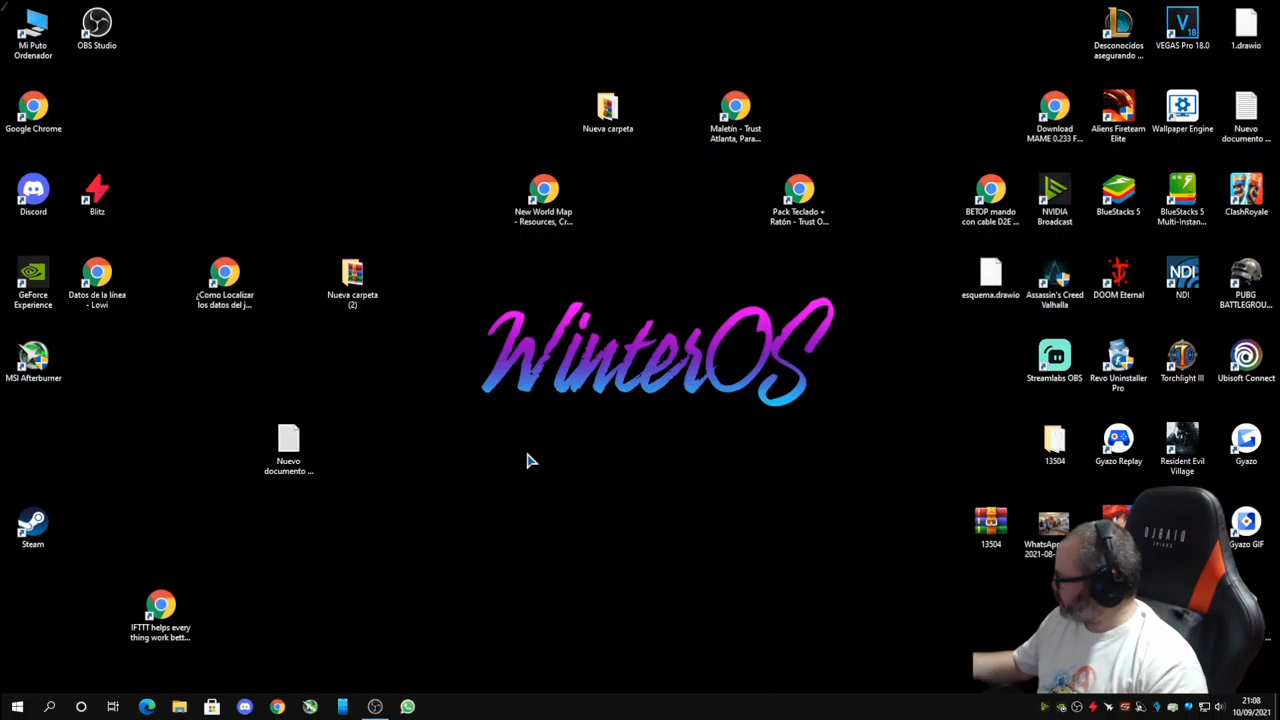 Mi Puto
Ordenador
OBS Studio
Desconocidos
asegurando ...
VEGAS Pro 18.0
1.drawio
Google Chrome
Nueva carpeta
Maletín - Trust
Atlanta, Para...
Download
MAME 0.233 F...
Aliens Fireteam
Elite
Wallpaper Engine
Nuevo
documento ...
Discord
Blitz
New World Map
- Resources, Cr...
Pack Teclado +
Ratón - Trust O...
BETOP mando
con cable D2E ...
NVIDIA
Broadcast
BlueStacks 5
BlueStacks 5
Multi-Instan...
ClashRoyale
GeForce
Experience
Datos de la línea
- Lowi
¿Como Localizar
los datos del j...
Nueva carpeta
(2)
esquema.drawio
Assassin's Creed
Valhalla
DOOM Eternal
NDI
NDI
PUBG
BATTLEGROU...
WinterOS
MSI Afterburner
Streamlabs OBS
Revo Uninstaller
Pro
Torchlight III
Ubisoft Connect
Nuevo
documento ...
13504
Gyazo Replay
Resident Evil
Village
Gyazo
Steam
13504
WhatsApp
2021-08-
Gyazo GIF
IFTTT helps every
thing work bett...
21:08
10/09/2021